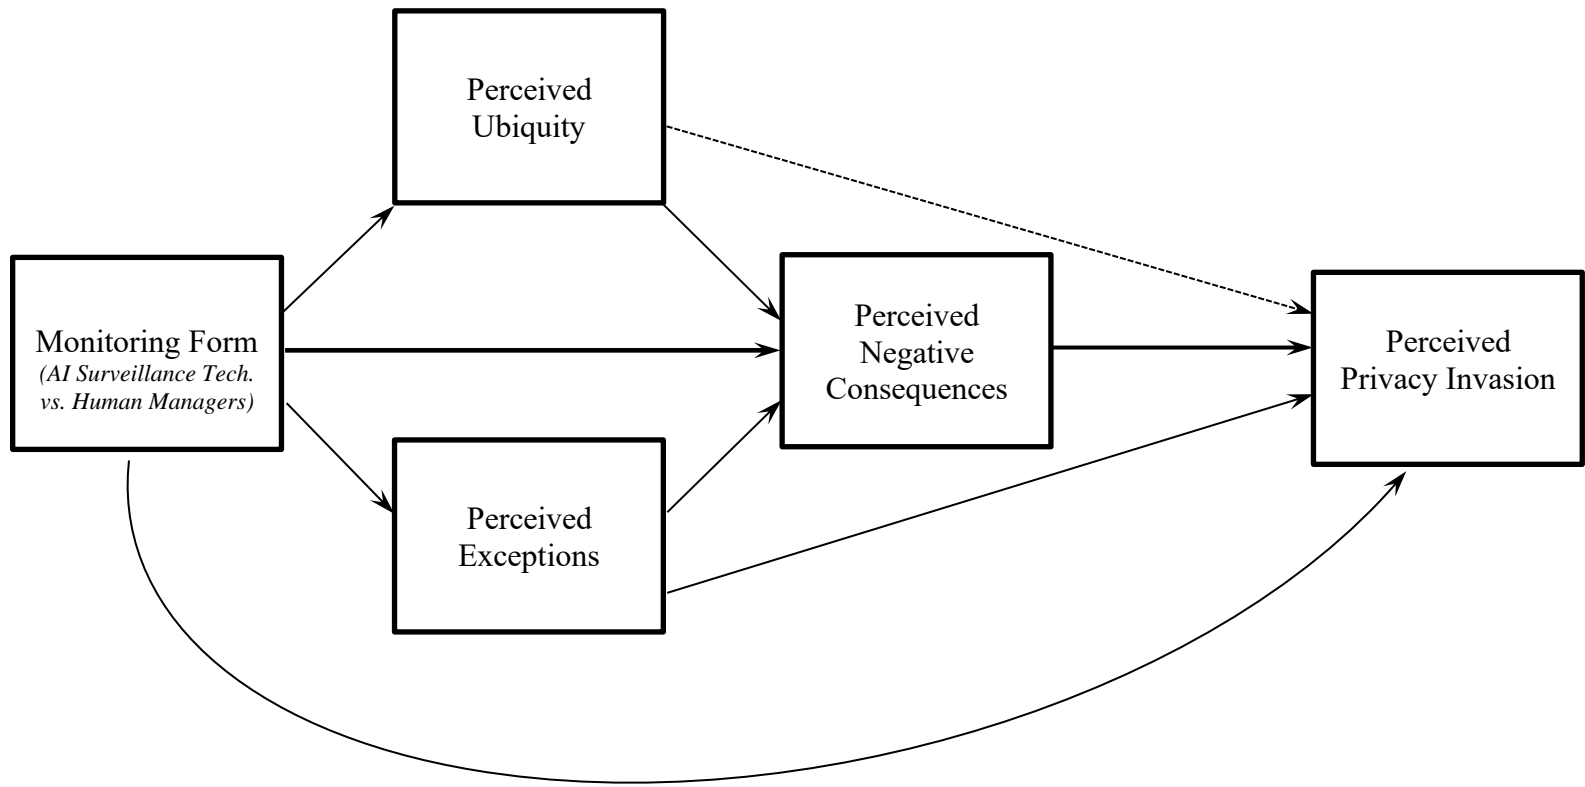 Perceived
Ubiquity
Monitoring Form
(AI Surveillance Tech.
vs. Human Managers)
Perceived
Negative
Consequences
Perceived
Privacy Invasion
Perceived
Exceptions